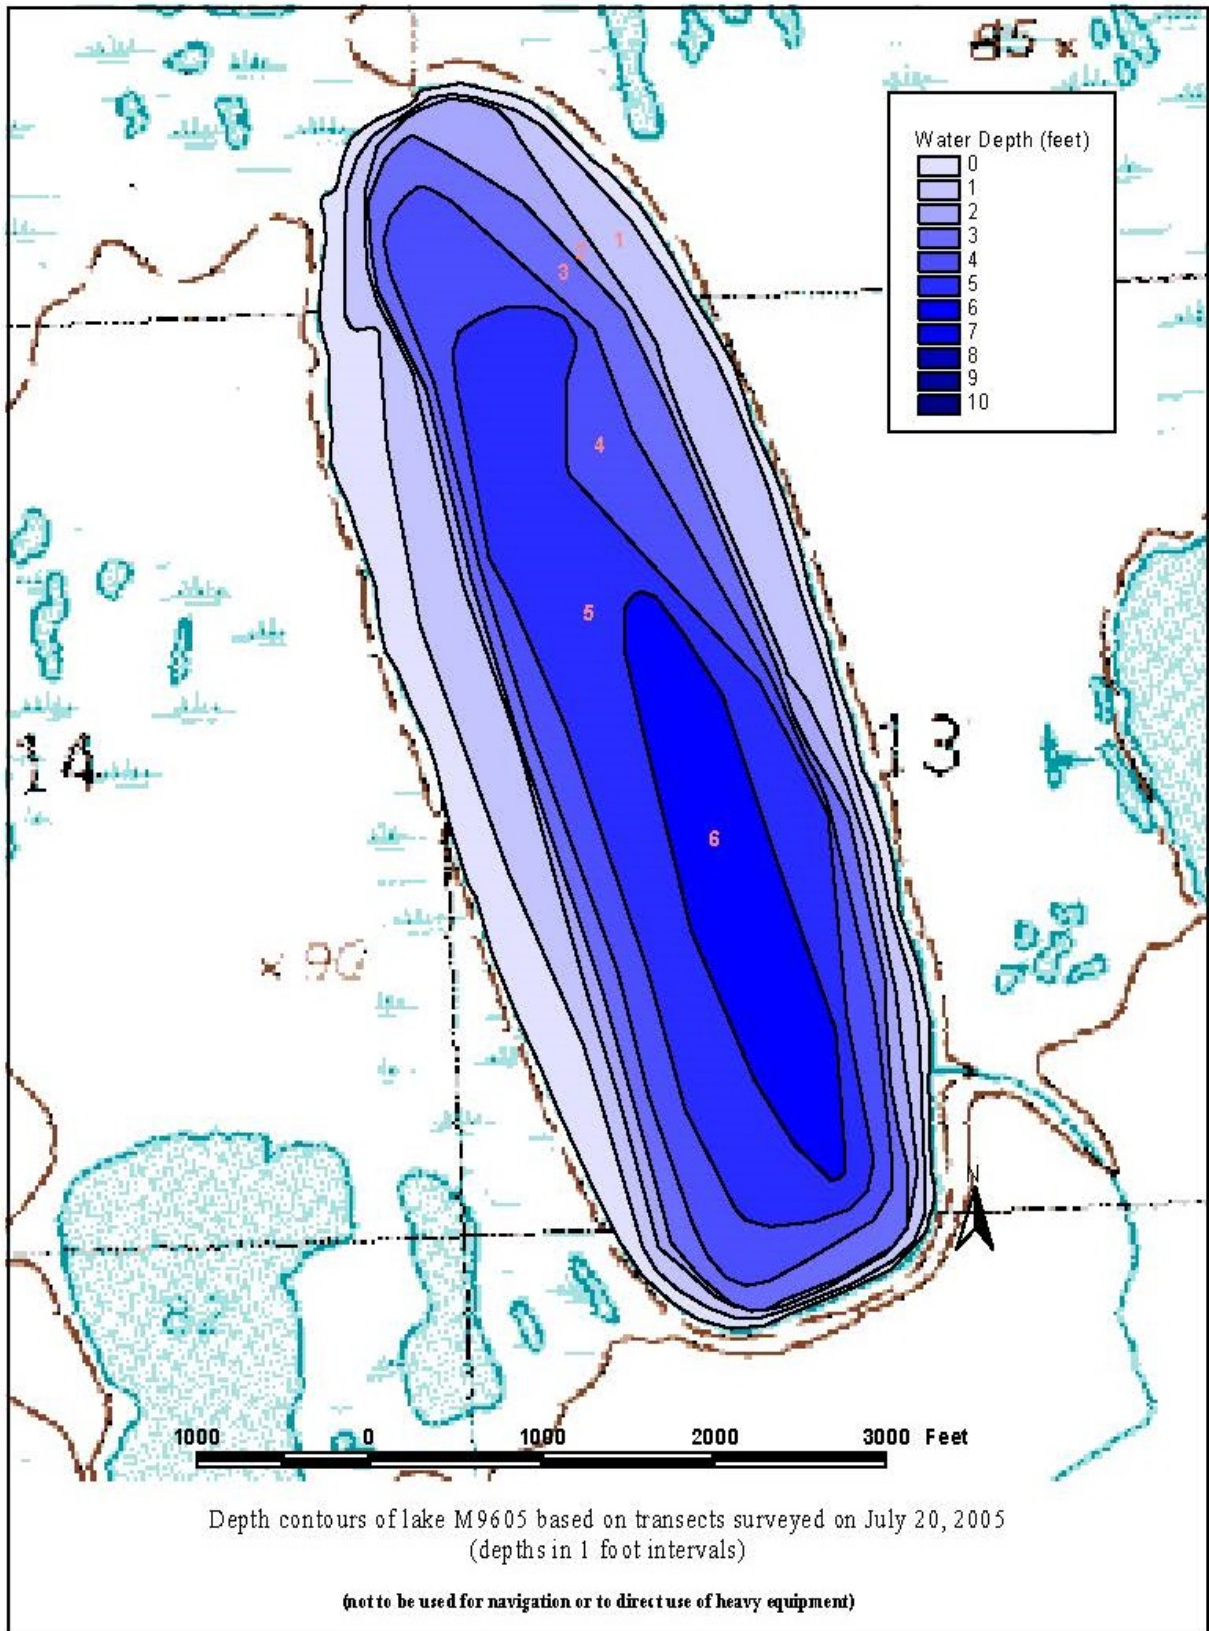 95 x
Water Depth (feet)
0
1
2
3
4
5
6
7
8
9
10
1
2
3
4
5
14
13
6
x 90
N
82
1000 0 1000 2000 3000 Feet
Depth contours of lake M9605 based on transects surveyed on July 20, 2005
(depths in 1 foot intervals)
(not to be used for navigation or to direct use of heavy equipment)